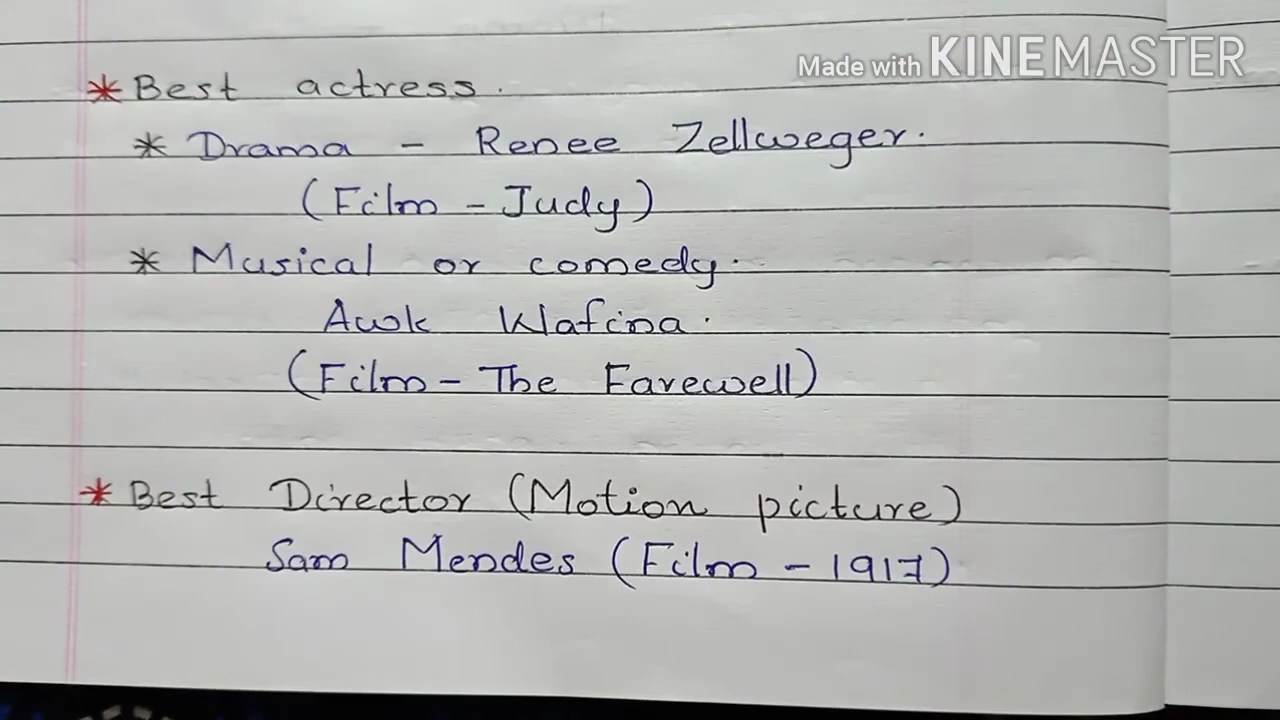 Made with KINEMASTER
* Best actress.
* Drama - Renee Zellweger.
(Film - Judy)
* Musical or comedy.
Awk Wafina.
(Film - The Farewell)
* Best Director (Motion picture)
Sam Mendes (Film - 1917)